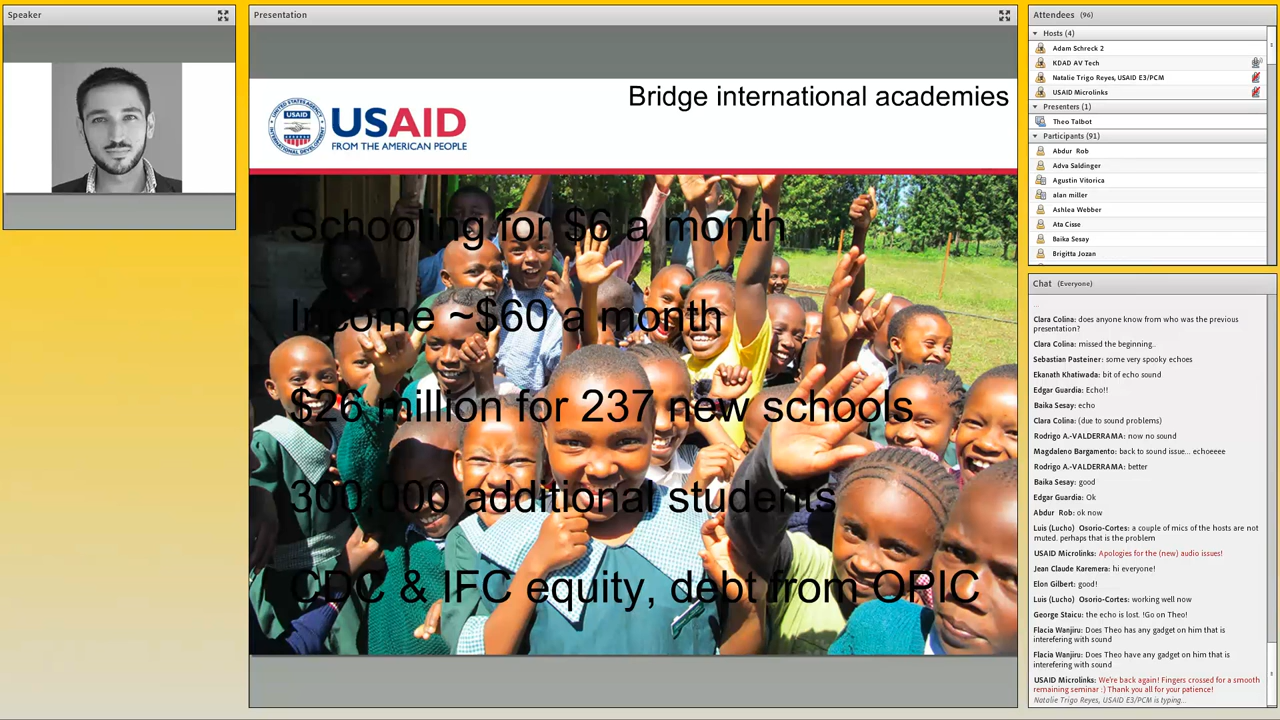 Speaker
Presentation
USAID
USAID
FROM THE AMERICAN PEOPLE
Bridge international academies
Schooling for $6 a month
Income ~$60 a month
$26 million for 237 new schools
300,000 additional students
CDC & IFC equity, debt from OPIC
Attendees (96)
Hosts (4)
Adam Schreck 2
KDAD AV Tech
Natalie Trigo Reyes, USAID E3/PCM
USAID Microlinks
Presenters (1)
Theo Talbot
Participants (91)
Abdur Rob
Adva Saldinger
Agustin Vitorica
alan miller
Ashlea Webber
Ata Cisse
Baika Sesay
Brigitta Jozan
Chat (Everyone)
...
Clara Colina: does anyone know from who was the previous
presentation?
Clara Colina: missed the beginning..
Sebastian Pasteiner: some very spooky echoes
Ekanath Khatiwada: bit of echo sound
Edgar Guardia: Echo!!
Baika Sesay: echo
Clara Colina: (due to sound problems)
Rodrigo A.-VALDERRAMA: now no sound
Magdaleno Bargamento: back to sound issue... echoeeee
Rodrigo A.-VALDERRAMA: better
Baika Sesay: good
Edgar Guardia: Ok
Abdur Rob: ok now
Luis (Lucho) Osorio-Cortes: a couple of mics of the hosts are not
muted. perhaps that is the problem
USAID Microlinks: Apologies for the (new) audio issues!
Jean Claude Karemera: hi everyone!
Elon Gilbert: good!
Luis (Lucho) Osorio-Cortes: working well now
George Staicu: the echo is lost. !Go on Theo!
Flacia Wanjiru: Does Theo has any gadget on him that is
interefering with sound
Flacia Wanjiru: Does Theo have any gadget on him that is
interefering with sound
USAID Microlinks: We're back again! Fingers crossed for a smooth
remaining seminar :) Thank you all for your patience!
Natalie Trigo Reyes, USAID E3/PCM is typing...